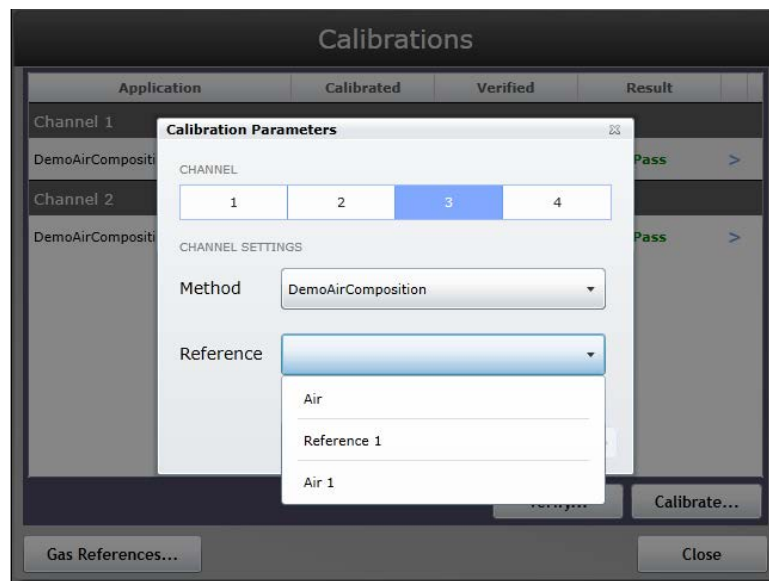 Calibrations
Application Calibrated Verified Result
Channel 1
Calibration Parameters
DemoAirCompositi Pass >
CHANNEL
1 2 3 4
Channel 2
DemoAirCompositi Pass >
CHANNEL SETTINGS
Method DemoAirComposition
Reference
Air
Reference 1
Air 1
Verify... Calibrate...
Gas References... Close